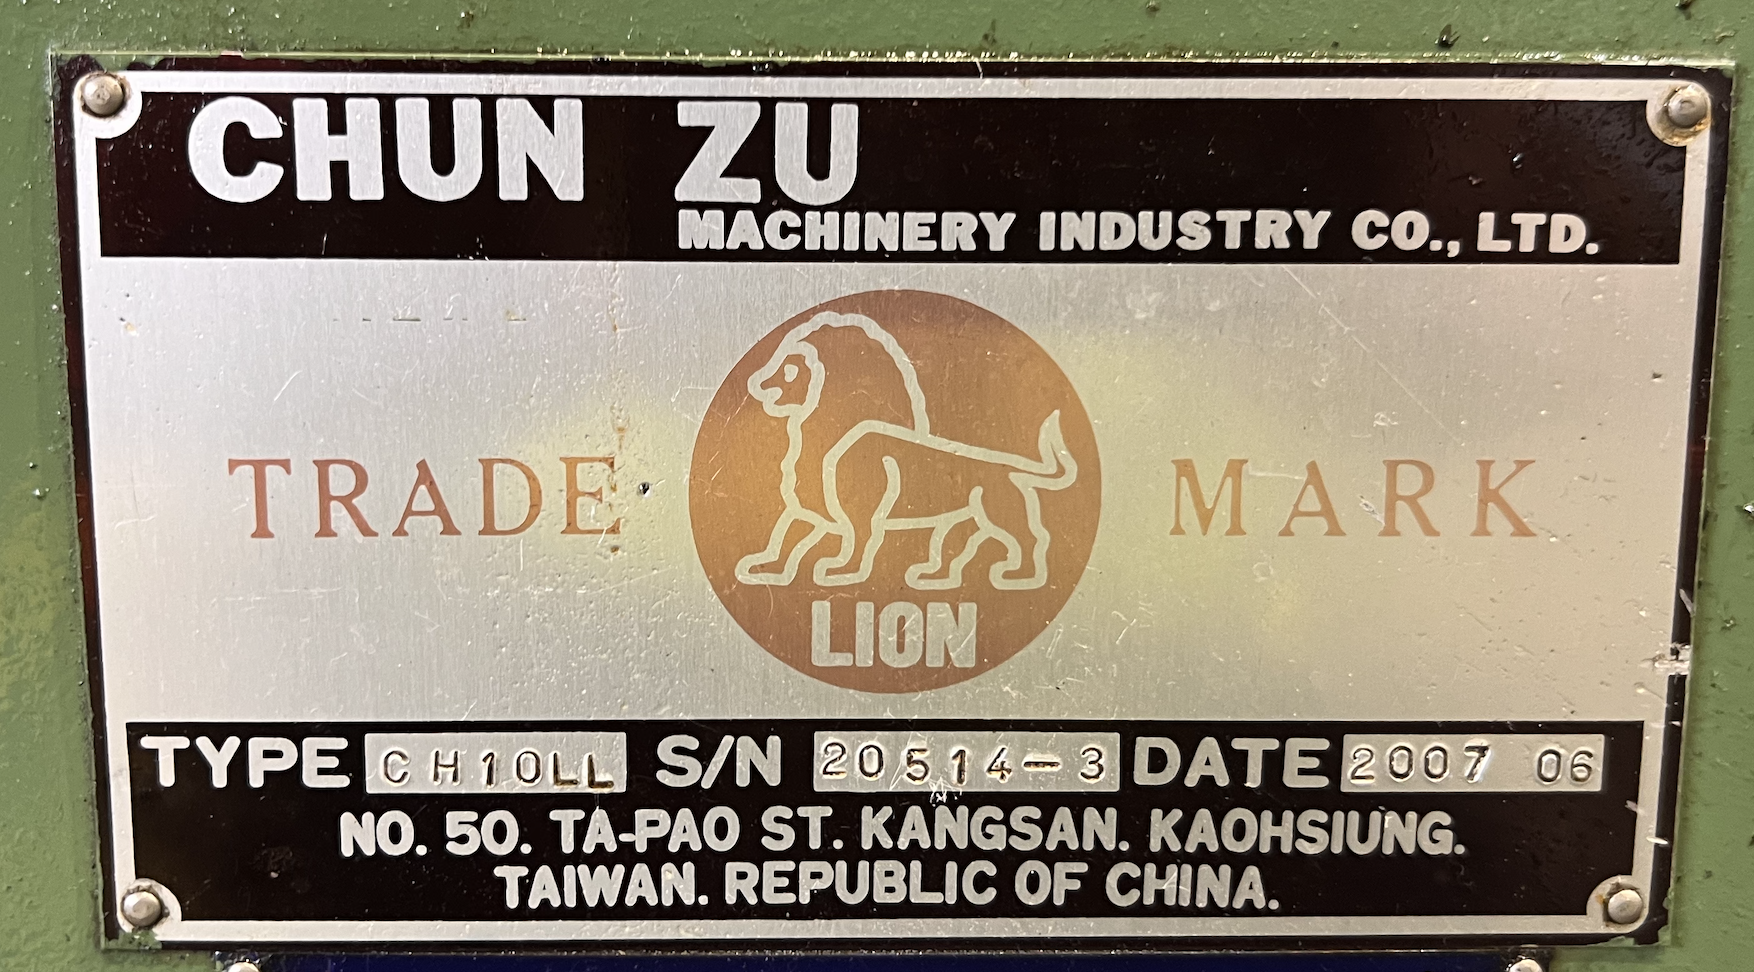 CHUN ZU
MACHINERY INDUSTRY CO., LTD.
TRADE MARK
LION
TYPE CH10LL S/N 20514-3 DATE 2007 06
NO. 50. TA-PAO ST. KANGSAN. KAOHSIUNG.
TAIWAN. REPUBLIC OF CHINA.